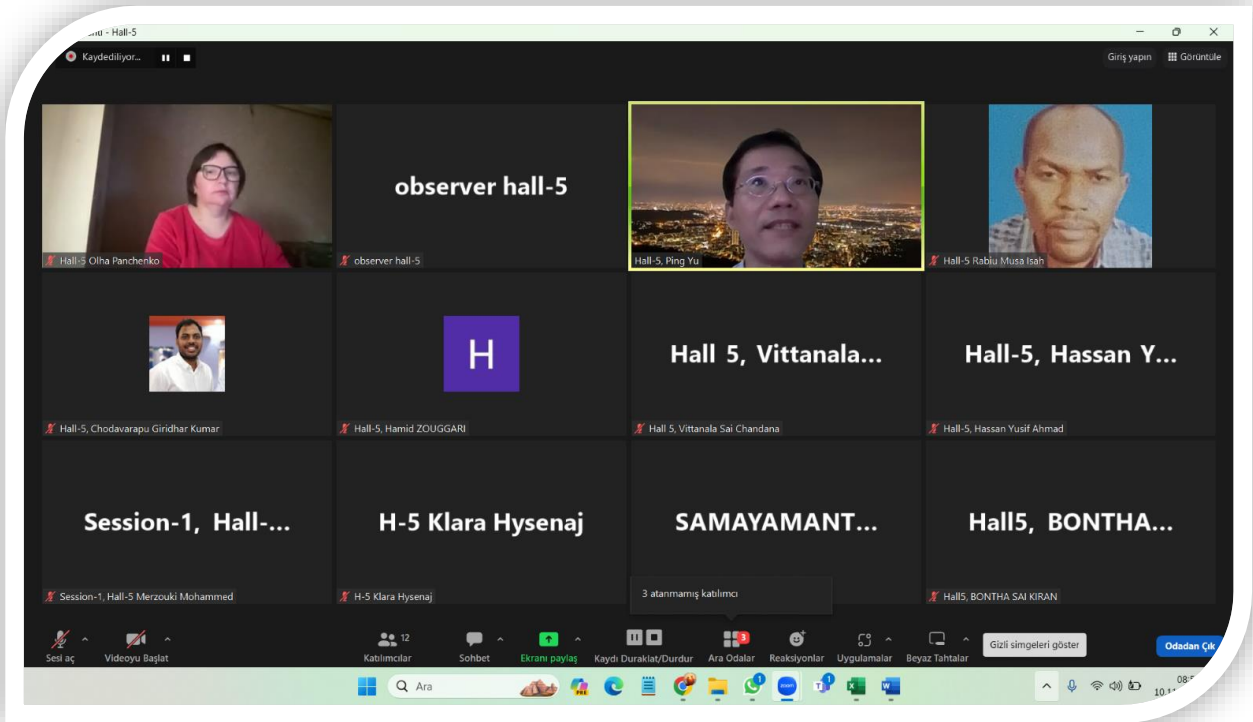 - Hall-5
Kaydediliyor...
Giriş yapın
Görüntüle
Hall-5 Olha Panchenko
observer hall-5
observer hall-5
Hall-5, Ping Yu
Hall-5 Rabiu Musa Isah
Hall-5, Chodavarapu Giridhar Kumar
H
Hall-5, Hamid ZOUGGARI
Hall 5, Vittanala...
Hall 5, Vittanala Sai Chandana
Hall-5, Hassan Y...
Hall-5, Hassan Yusif Ahmad
Session-1, Hall-...
Session-1, Hall-5 Merzouki Mohammed
H-5 Klara Hysenaj
H-5 Klara Hysenaj
SAMAYAMANT...
3 atanmamış katılımcı
Hall5, BONTHA...
Hall5, BONTHA SAI KIRAN
Sesi aç
Videoyu Başlat
12
Katılımcılar
Sohbet
Ekranı paylaş
Kaydı Duraklat/Durdur
3
Ara Odalar
Reaksiyonlar
Uygulamalar
Beyaz Tahtalar
Gizli simgeleri göster
Odadan Çık
Ara
PRE
1
zoom